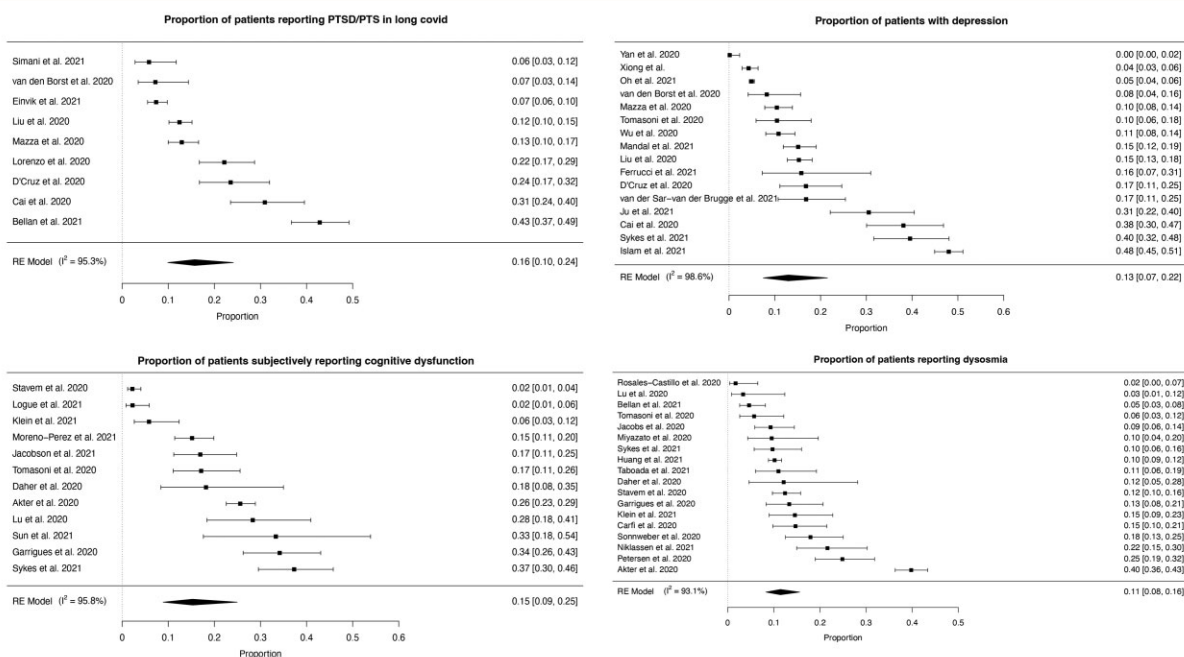 Proportion of patients reporting PTSD/PTS in long covid
Simani et al. 2021 0.06 [0.03, 0.12]
van den Borst et al. 2020 0.07 [0.03, 0.14]
Einvik et al. 2021 0.07 [0.06, 0.10]
Liu et al. 2020 0.12 [0.10, 0.15]
Mazza et al. 2020 0.13 [0.10, 0.17]
Lorenzo et al. 2020 0.22 [0.17, 0.29]
D'Cruz et al. 2020 0.24 [0.17, 0.32]
Cai et al. 2020 0.31 [0.24, 0.40]
Bellan et al. 2021 0.43 [0.37, 0.49]
RE Model (I² = 95.3%) 0.16 [0.10, 0.24]
0 0.1 0.2 0.3 0.4 0.5
Proportion
Proportion of patients with depression
Yan et al. 2020 0.00 [0.00, 0.02]
Xiong et al. 0.04 [0.03, 0.06]
Oh et al. 2021 0.05 [0.04, 0.06]
van den Borst et al. 2020 0.08 [0.04, 0.16]
Mazza et al. 2020 0.10 [0.08, 0.14]
Tomasoni et al. 2020 0.10 [0.06, 0.18]
Wu et al. 2020 0.11 [0.08, 0.14]
Mandal et al. 2021 0.15 [0.12, 0.19]
Liu et al. 2020 0.15 [0.13, 0.18]
Ferrucci et al. 2021 0.16 [0.07, 0.31]
D'Cruz et al. 2020 0.17 [0.11, 0.25]
van der Sar-van der Brugge et al. 2021 0.17 [0.11, 0.25]
Ju et al. 2021 0.31 [0.22, 0.40]
Cai et al. 2020 0.38 [0.30, 0.47]
Sykes et al. 2021 0.40 [0.32, 0.48]
Islam et al. 2021 0.48 [0.45, 0.51]
RE Model (I² = 98.6%) 0.13 [0.07, 0.22]
0 0.1 0.2 0.3 0.4 0.5 0.6
Proportion
Proportion of patients subjectively reporting cognitive dysfunction
Stavem et al. 2020 0.02 [0.01, 0.04]
Logue et al. 2021 0.02 [0.01, 0.06]
Klein et al. 2021 0.06 [0.03, 0.12]
Moreno-Perez et al. 2021 0.15 [0.11, 0.20]
Jacobson et al. 2021 0.17 [0.11, 0.25]
Tomasoni et al. 2020 0.17 [0.11, 0.26]
Daher et al. 2020 0.18 [0.08, 0.35]
Akter et al. 2020 0.26 [0.23, 0.29]
Lu et al. 2020 0.28 [0.18, 0.41]
Sun et al. 2021 0.33 [0.18, 0.54]
Garrigues et al. 2020 0.34 [0.26, 0.43]
Sykes et al. 2021 0.37 [0.30, 0.46]
RE Model (I² = 95.8%) 0.15 [0.09, 0.25]
0 0.1 0.2 0.3 0.4 0.5 0.6
Proportion
Proportion of patients reporting dysosmia
Rosales-Castillo et al. 2020 0.02 [0.00, 0.07]
Lu et al. 2020 0.03 [0.01, 0.12]
Bellan et al. 2021 0.05 [0.03, 0.08]
Tomasoni et al. 2020 0.06 [0.03, 0.12]
Jacobs et al. 2020 0.09 [0.06, 0.14]
Miyazato et al. 2020 0.10 [0.04, 0.20]
Sykes et al. 2021 0.10 [0.06, 0.16]
Huang et al. 2021 0.10 [0.09, 0.12]
Taboada et al. 2021 0.11 [0.06, 0.19]
Daher et al. 2020 0.12 [0.05, 0.28]
Stavem et al. 2020 0.12 [0.10, 0.16]
Garrigues et al. 2020 0.13 [0.08, 0.21]
Klein et al. 2021 0.15 [0.09, 0.23]
Carfi et al. 2020 0.15 [0.10, 0.21]
Sonnweber et al. 2020 0.18 [0.13, 0.25]
Niklassen et al. 2021 0.22 [0.15, 0.30]
Petersen et al. 2020 0.25 [0.19, 0.32]
Akter et al. 2020 0.40 [0.36, 0.43]
RE Model (I² = 93.1%) 0.11 [0.08, 0.16]
0 0.1 0.2 0.3 0.4 0.5 0.6
Proportion